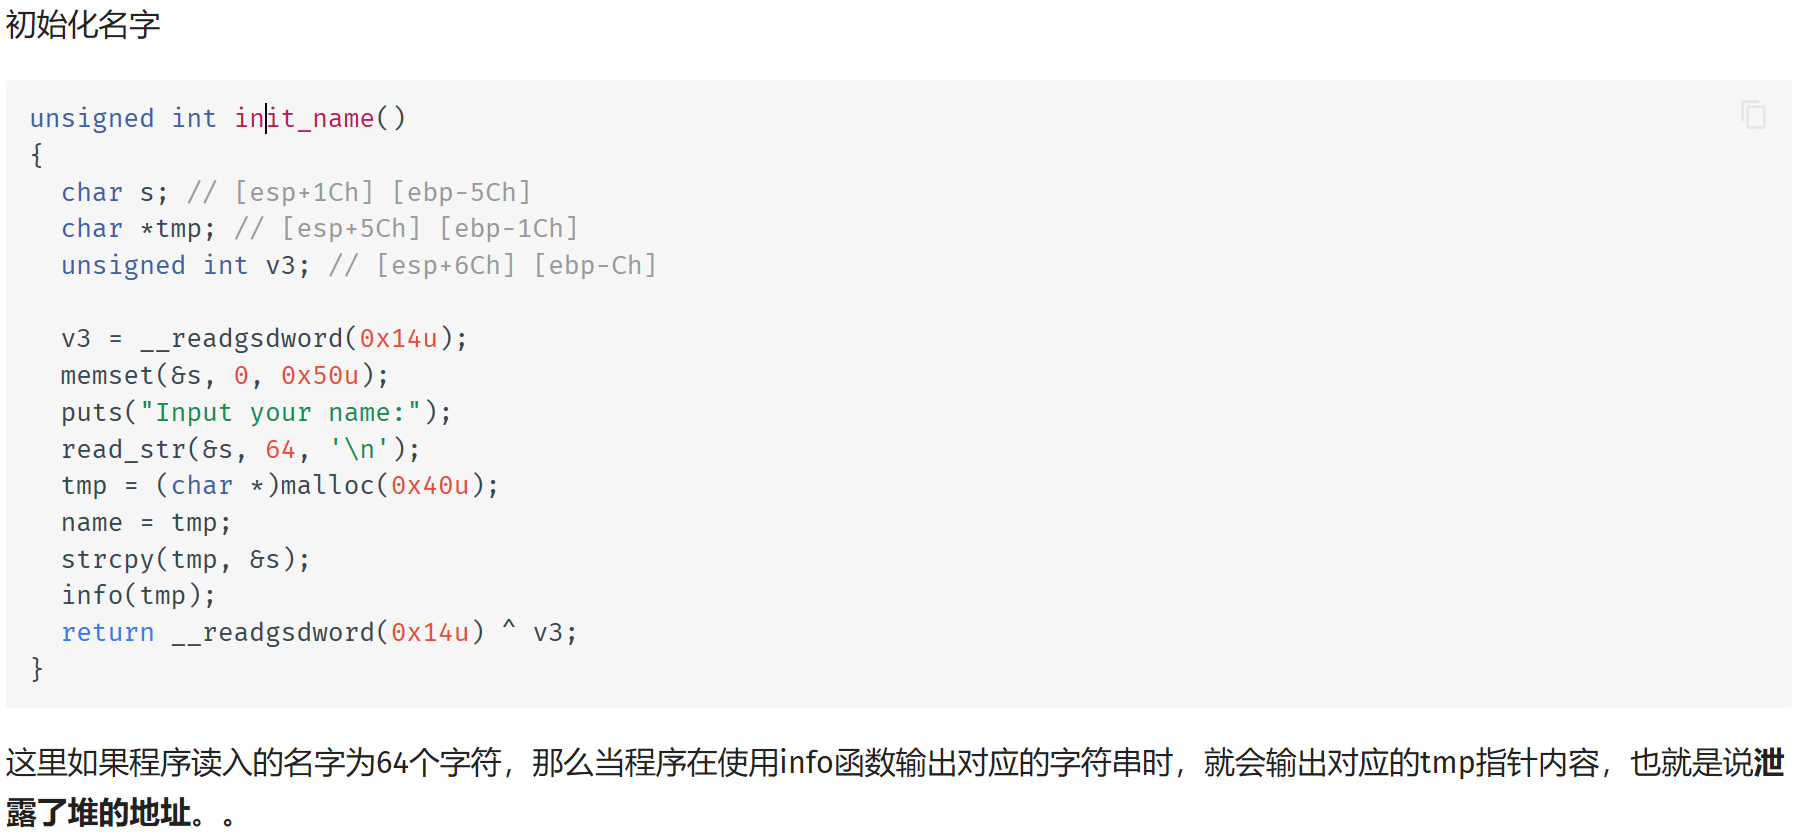 初始化名字
unsigned int init_name()
{
  char s; // [esp+1Ch] [ebp-5Ch]
  char *tmp; // [esp+5Ch] [ebp-1Ch]
  unsigned int v3; // [esp+6Ch] [ebp-Ch]

  v3 = __readgsdword(0x14u);
  memset(&s, 0, 0x50u);
  puts("Input your name:");
  read_str(&s, 64, '\n');
  tmp = (char *)malloc(0x40u);
  name = tmp;
  strcpy(tmp, &s);
  info(tmp);
  return __readgsdword(0x14u) ^ v3;
}
这里如果程序读入的名字为64个字符，那么当程序在使用info函数输出对应的字符串时，就会输出对应的tmp指针内容，也就是说泄
露了堆的地址。。